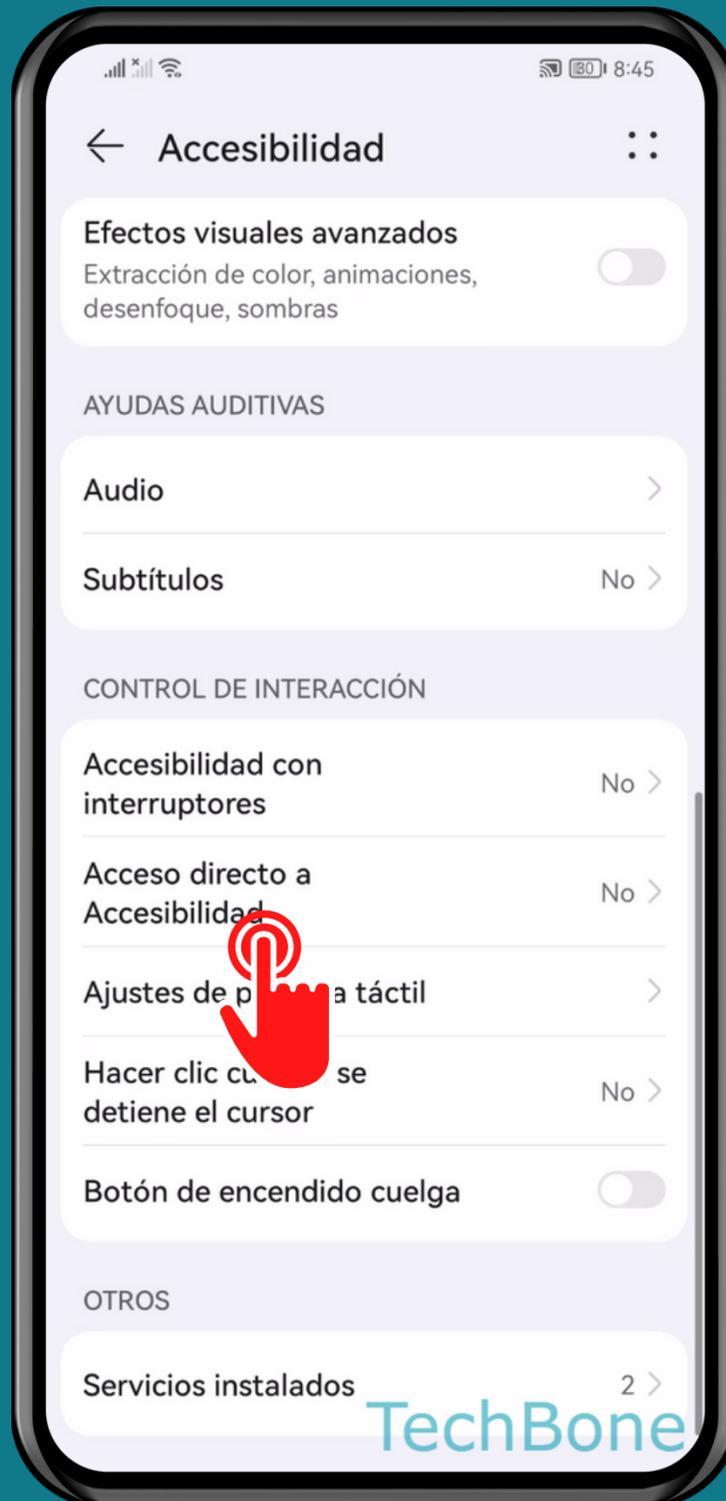 80 8:45
Accesibilidad
Efectos visuales avanzados
Extracción de color, animaciones,
desenfoque, sombras
AYUDAS AUDITIVAS
Audio
Subtítulos No
CONTROL DE INTERACCIÓN
Accesibilidad con
interruptores
No
Acceso directo a
Accesibilidad
No
Ajustes de táctil
Hacer clic se
detiene el cursor
No
Botón de encendido cuelga
OTROS
Servicios instalados 2
TechBone